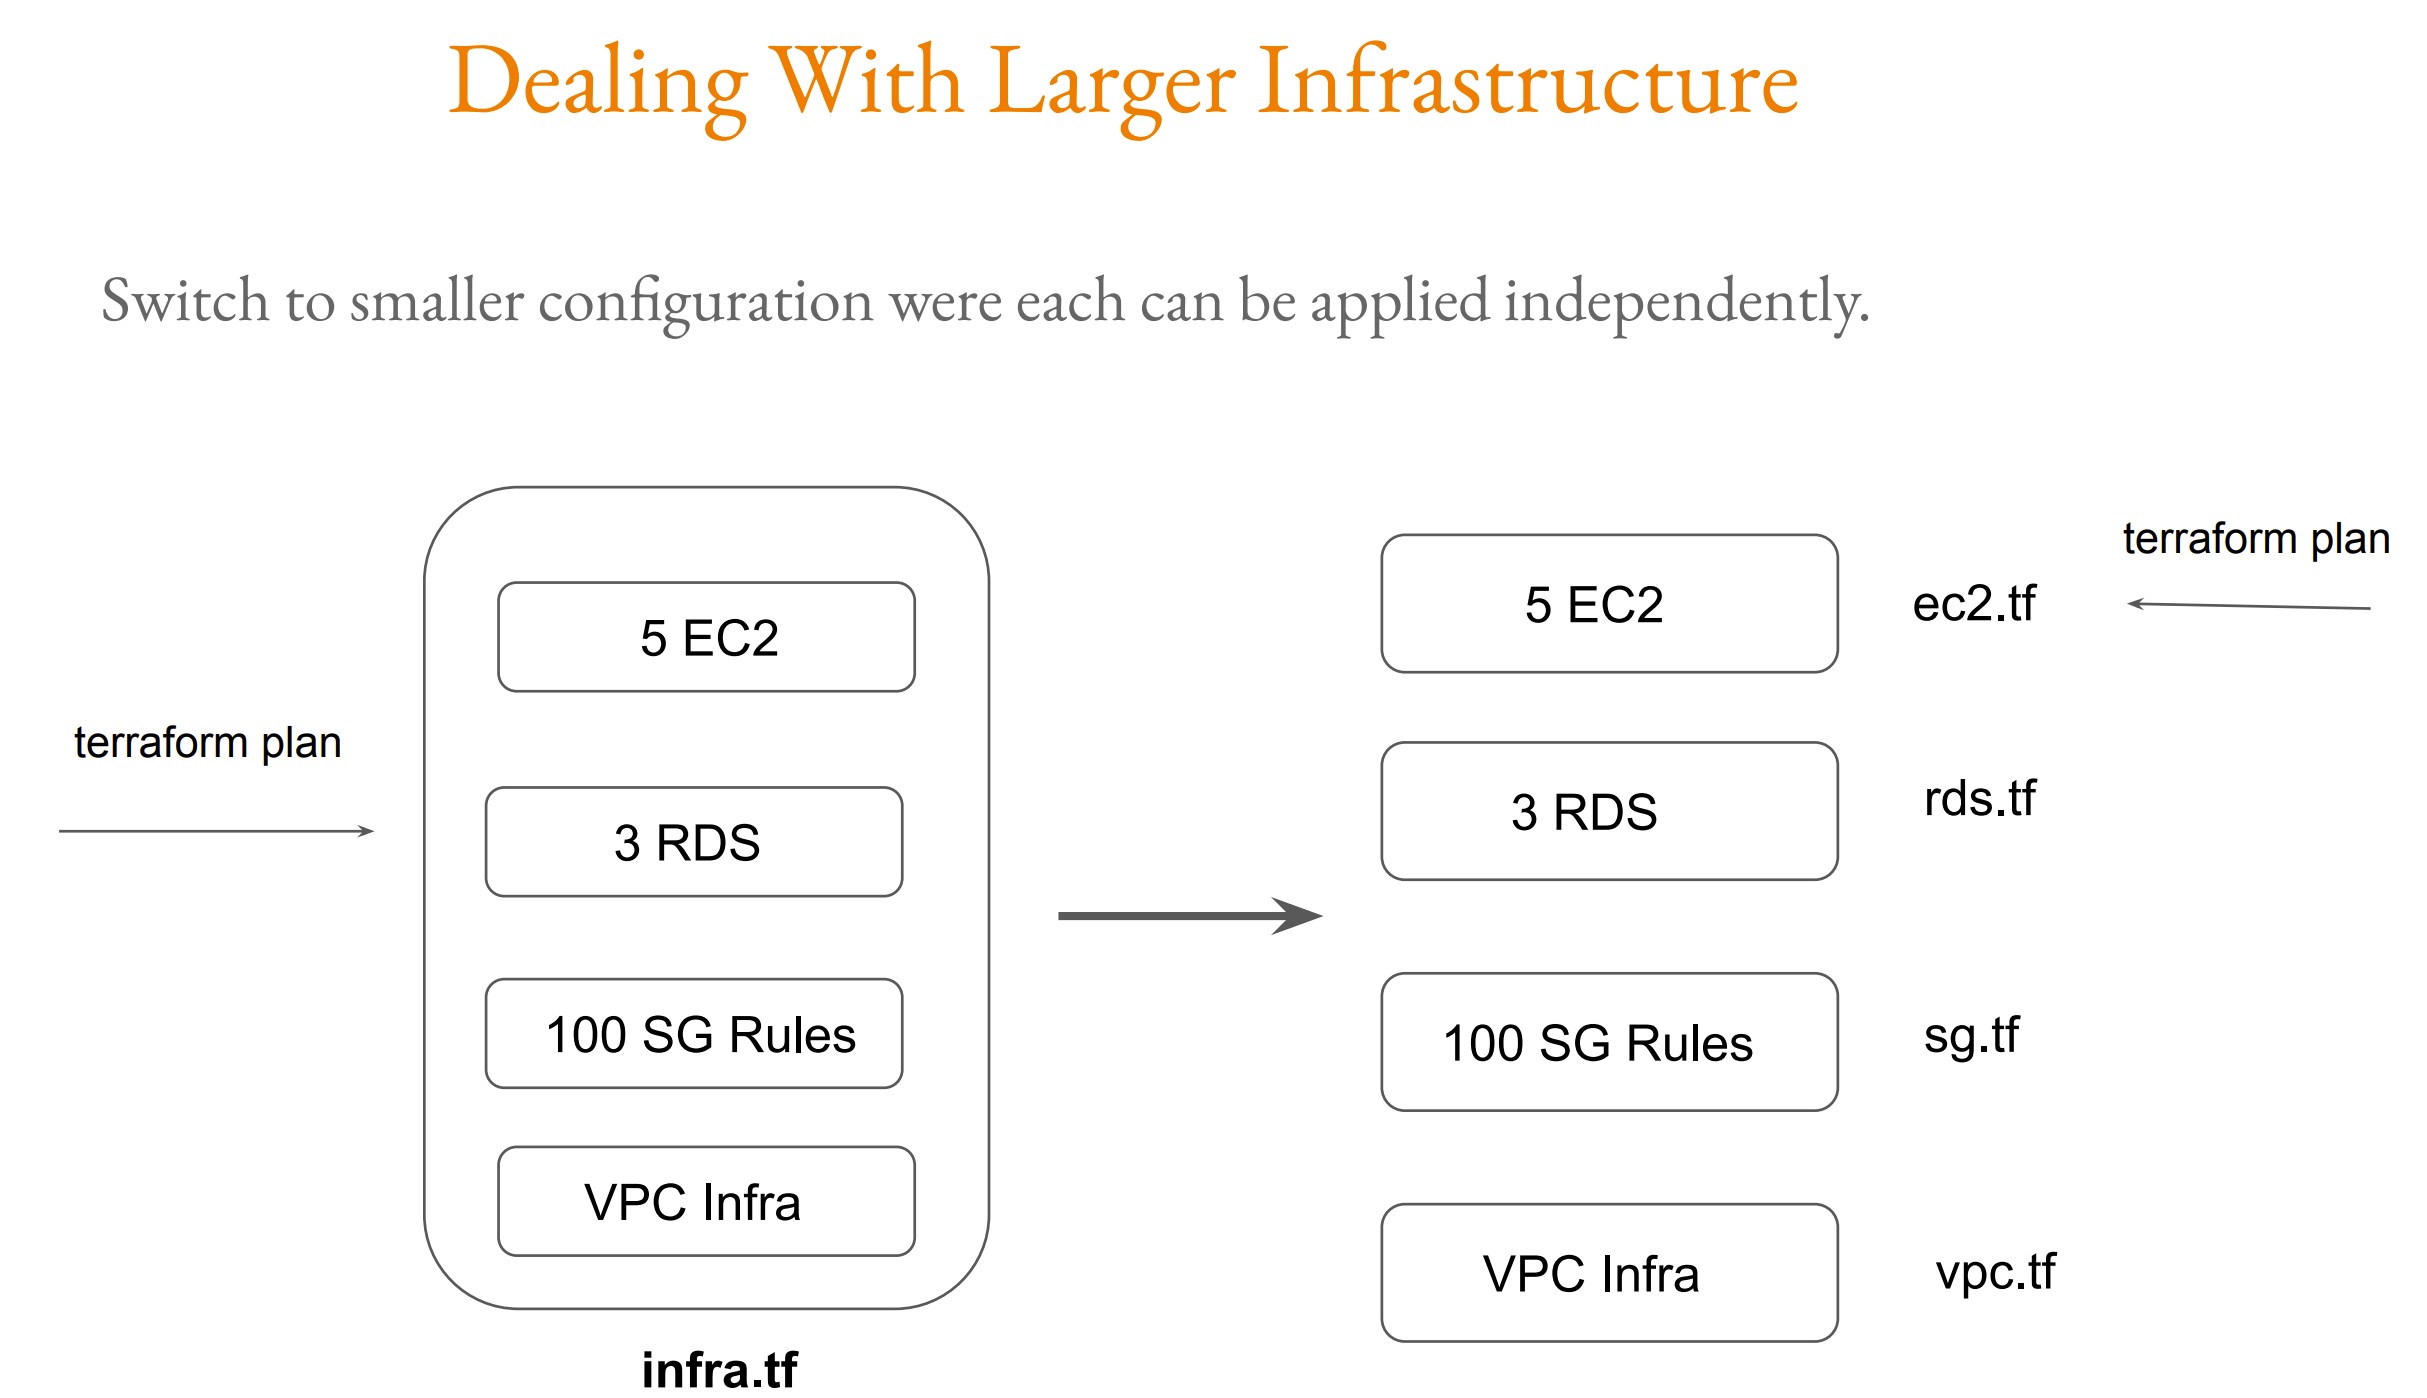 Dealing With Larger Infrastructure
Switch to smaller configuration were each can be applied independently.
terraform plan
5 EC2
3 RDS
100 SG Rules
VPC Infra
infra.tf
5 EC2
ec2.tf
terraform plan
3 RDS
rds.tf
100 SG Rules
sg.tf
VPC Infra
vpc.tf